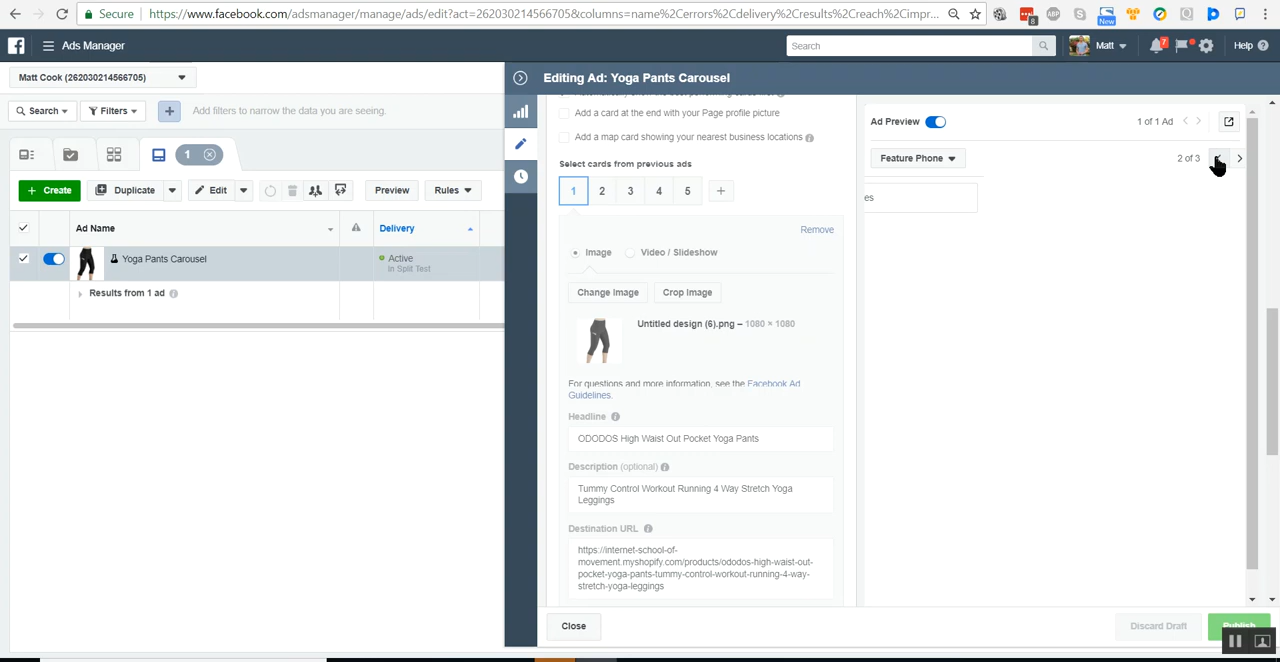 Secure
https://www.facebook.com/adsmanager/manage/ads/edit?act=262030214566705&columns=name%2Cerrors%2Cdelivery%2Cresults%2Creach%2Cimpr...
8
ABP
New
Ads Manager
Search
Matt
7
Help
Matt Cook (262030214566705)
Editing Ad: Yoga Pants Carousel
Search
Filters
Add filters to narrow the data you are seeing.
Add a card at the end with your Page profile picture
Add a map card showing your nearest business locations
Ad Preview
1 of 1 Ad
1
Select cards from previous ads
Feature Phone
2 of 3
Create
Duplicate
Edit
Preview
Rules
1
2
3
4
5
es
Ad Name
Delivery
Remove
Yoga Pants Carousel
Active
In Split Test
Image
Video / Slideshow
Results from 1 ad
Change Image
Crop Image
Untitled design (6).png – 1080 × 1080
For questions and more information, see the Facebook Ad
Guidelines.
Headline
ODODOS High Waist Out Pocket Yoga Pants
Description (optional)
Tummy Control Workout Running 4 Way Stretch Yoga
Leggings
Destination URL
https://internet-school-of-
movement.myshopify.com/products/ododos-high-waist-out-
pocket-yoga-pants-tummy-control-workout-running-4-way-
stretch-yoga-leggings
Close
Discard Draft
Publish